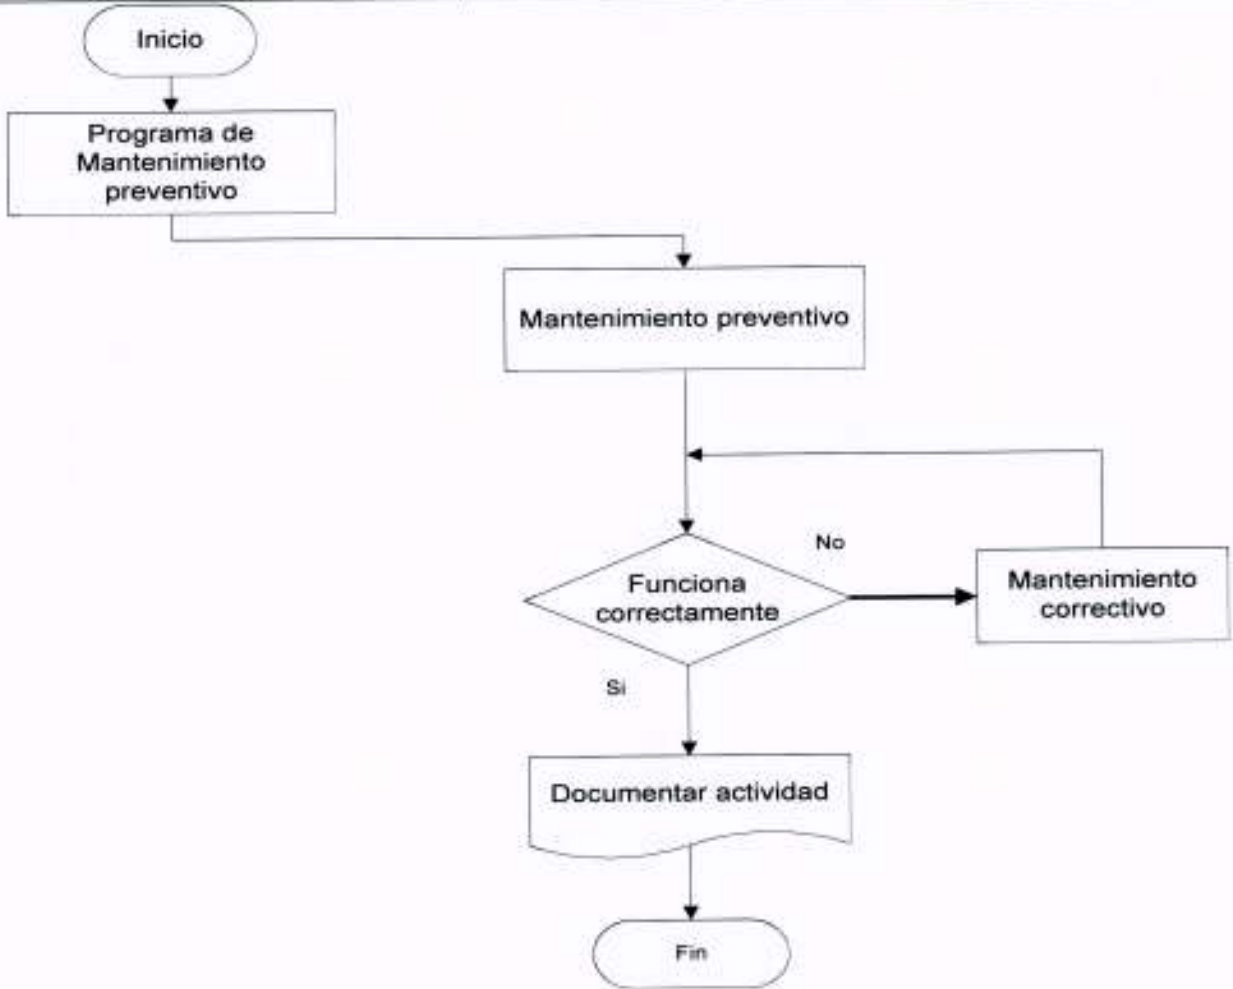 Inicio
Programa de
Mantenimiento
preventivo
Mantenimiento preventivo
No
Funciona
correctamente
Mantenimiento
correctivo
Si
Documentar actividad
Fin